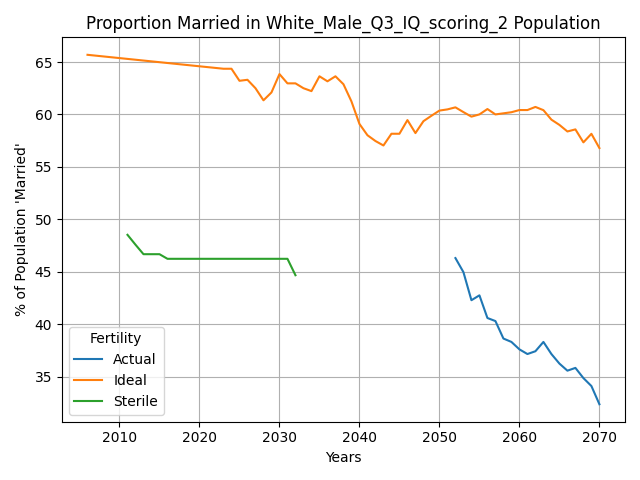 Proportion Married in White_Male_Q3_IQ_scoring_2 Population
% of Population 'Married'
65
60
55
50
45
40
35
Fertility
Actual
Ideal
Sterile
2010 2020 2030 2040 2050 2060 2070
Years